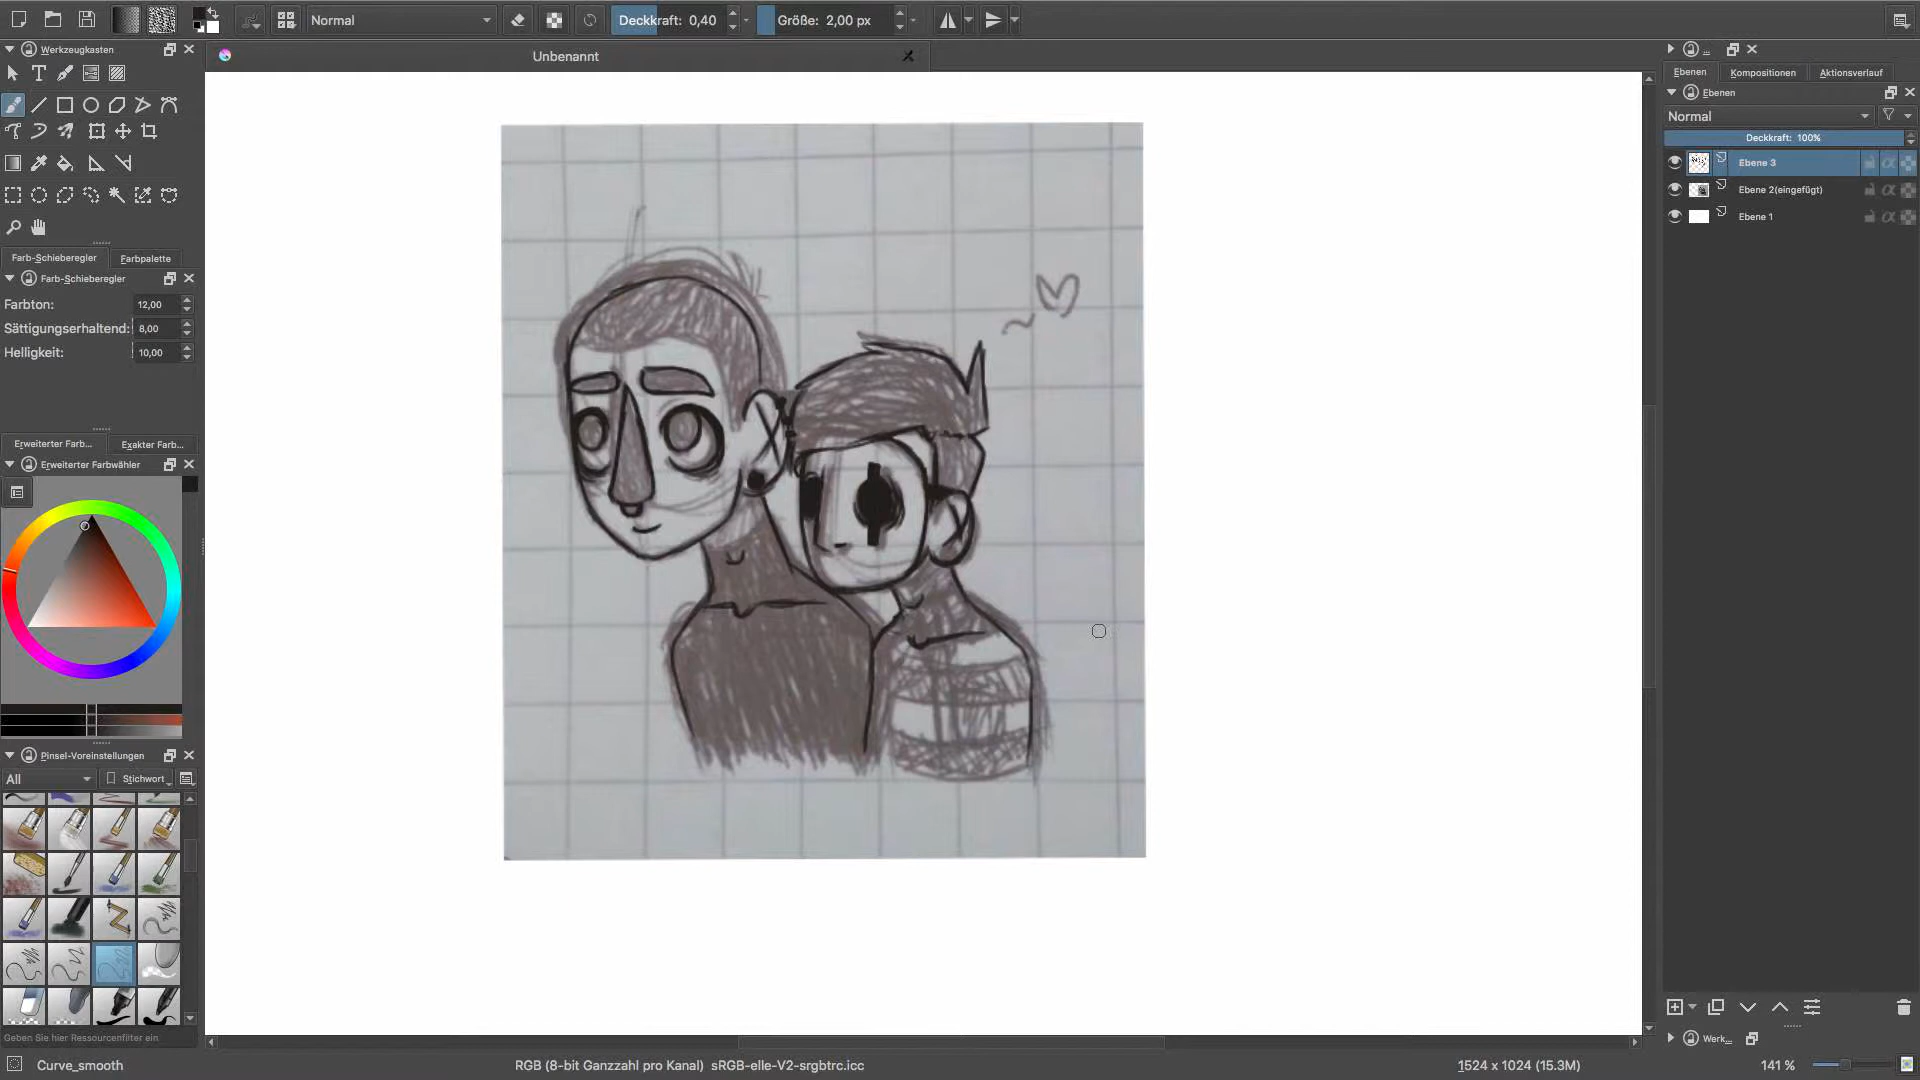 Normal
Deckkraft: 0,40
Größe: 2,00 px
Werkzeugkasten
Unbenannt
...
Ebenen
Kompositionen
Aktionsverlauf
Ebenen
Normal
Deckkraft: 100%
Ebene 3
Ebene 2(eingefügt)
Ebene 1
Farb-Schieberegler
Farbpalette
Farb-Schieberegler
Farbton: 12,00
Sättigungserhaltend: 8,00
Helligkeit: 10,00
Erweiterter Farb...
Exakter Farb...
Erweiterter Farbwähler
Pinsel-Voreinstellungen
All
Stichwort
Geben Sie hier Ressourcenfilter ein
Werk...
Curve_smooth
RGB (8-bit Ganzzahl pro Kanal) sRGB-elle-V2-srgbtrc.icc
1524 x 1024 (15.3M)
141 %